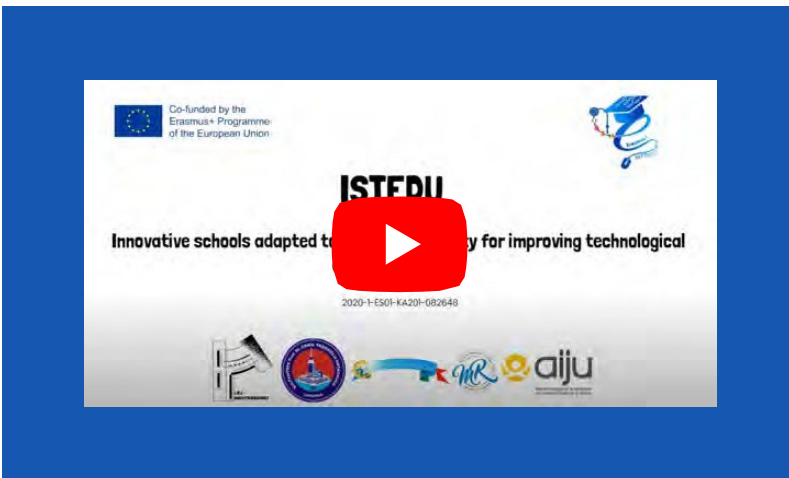 Co-funded by the
Erasmus+ Programme
of the European Union
ISTEDU
Innovative schools adapted to y for improving technological
2020-1-ES01-KA201-082648
MR
aiju